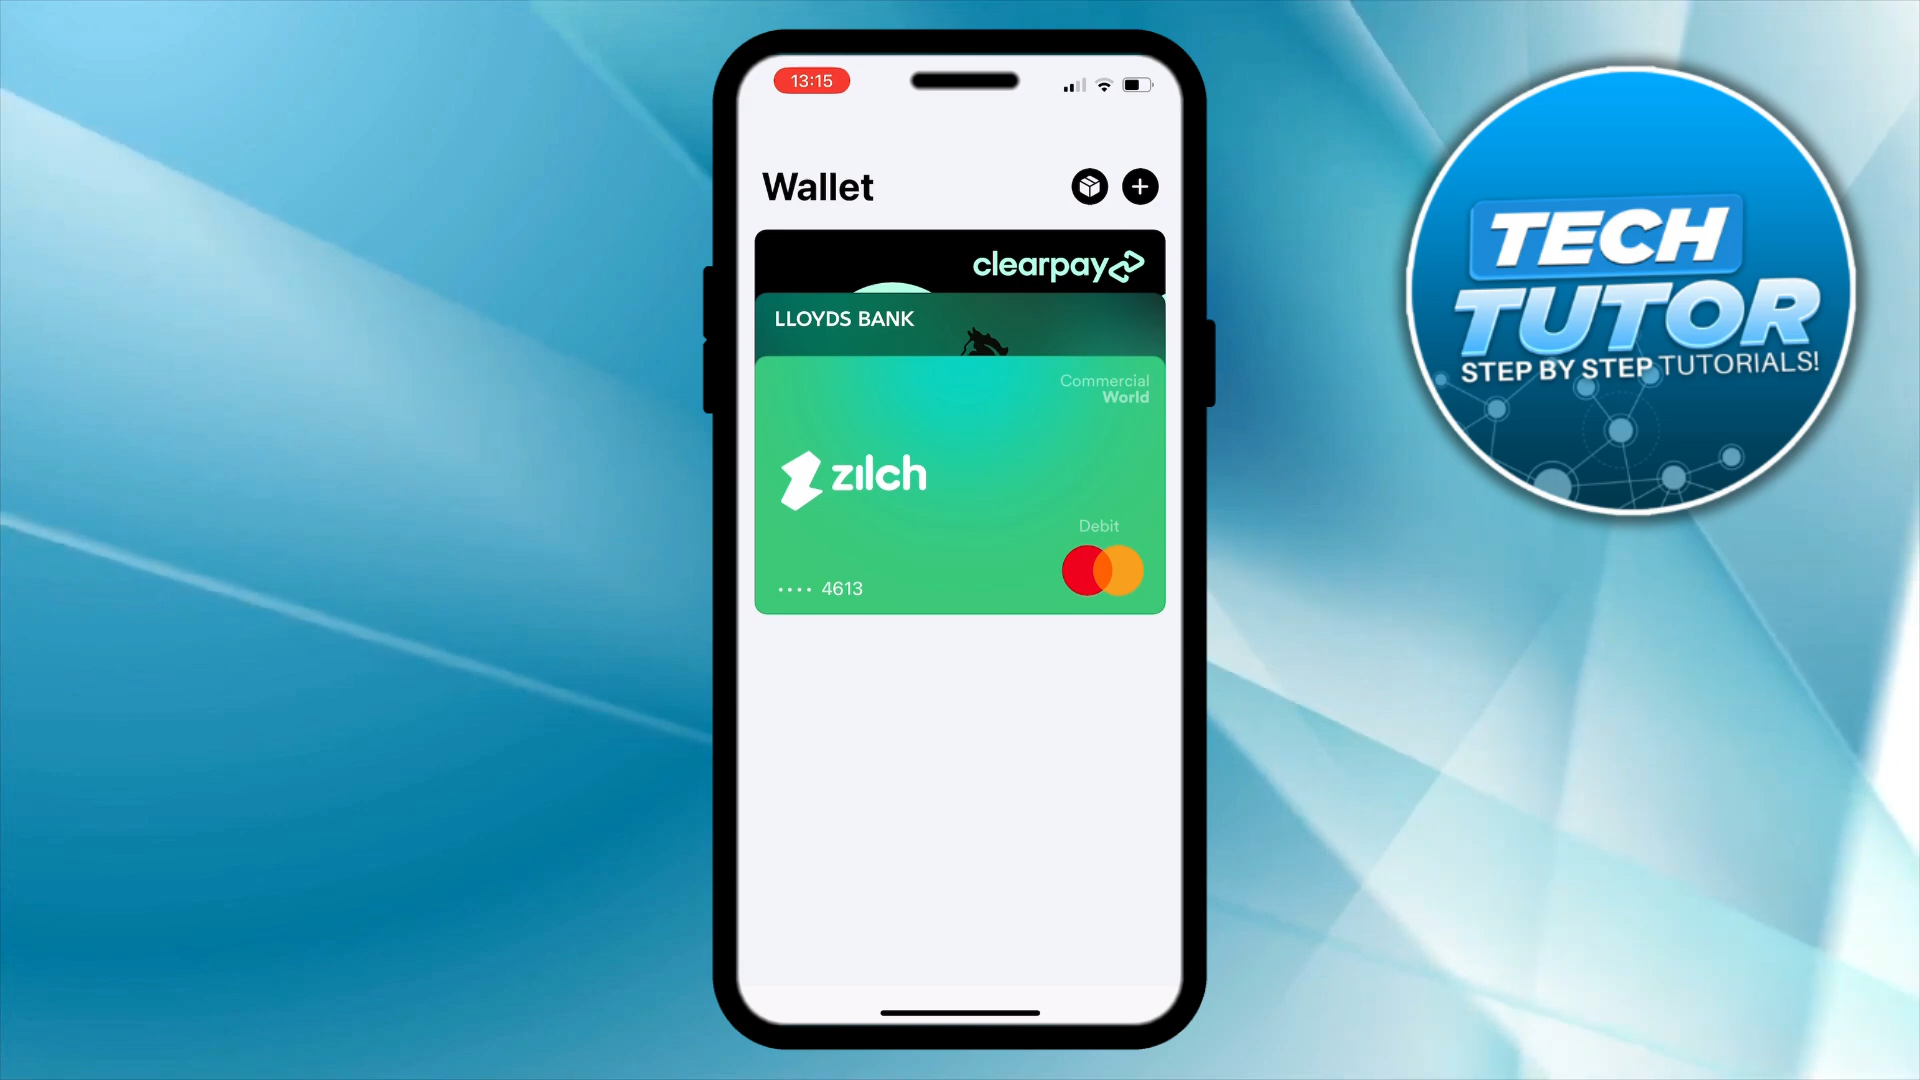 13:15
Wallet
clearpay
LLOYDS BANK
Commercial
World
zilch
Debit
•••• 4613
TECH
TUTOR
STEP BY STEP TUTORIALS!